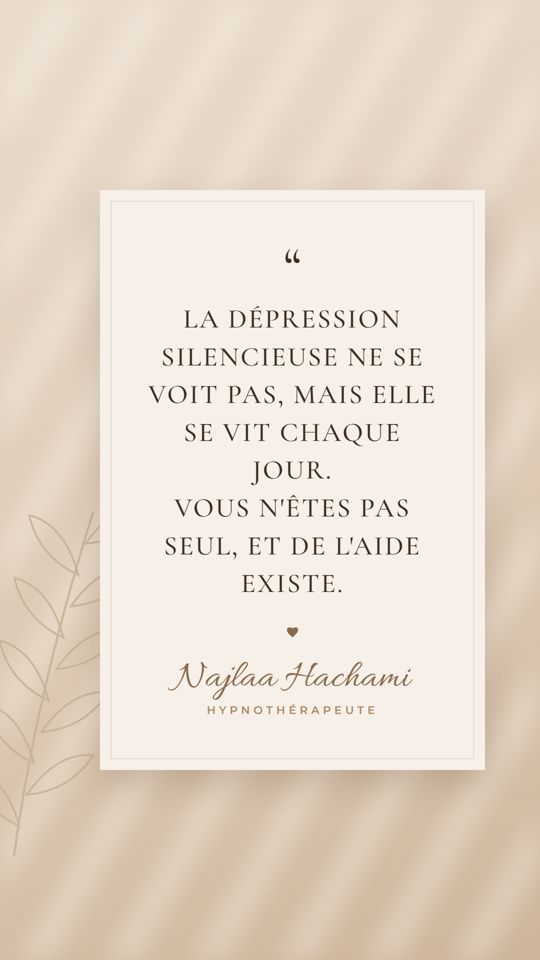 “
LA DÉPRESSION
SILENCIEUSE NE SE
VOIT PAS, MAIS ELLE
SE VIT CHAQUE
JOUR.
VOUS N'ÊTES PAS
SEUL, ET DE L'AIDE
EXISTE.
Najlaa Hachami
HYPNOTHÉRAPEUTE